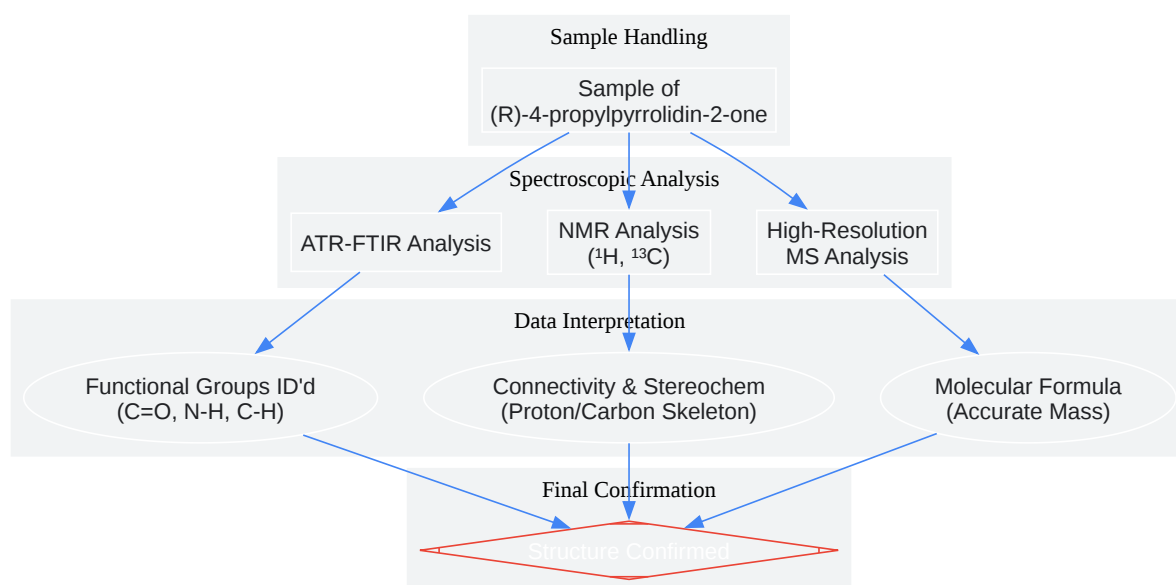 Sample Handling
Sample of
(R)-4-propylpyrrolidin-2-one
Spectroscopic Analysis
ATR-FTIR Analysis
NMR Analysis
(¹H, ¹³C)
High-Resolution
MS Analysis
Data Interpretation
Functional Groups ID'd
(C=O, N-H, C-H)
Connectivity & Stereochem
(Proton/Carbon Skeleton)
Molecular Formula
(Accurate Mass)
Final Confirmation
Structure Confirmed